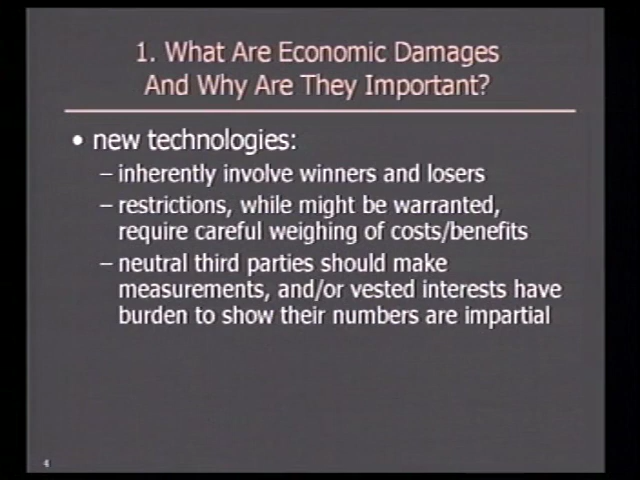 1. What Are Economic Damages
And Why Are They Important?
• new technologies:
– inherently involve winners and losers
– restrictions, while might be warranted,
require careful weighing of costs/benefits
– neutral third parties should make
measurements, and/or vested interests have
burden to show their numbers are impartial
4